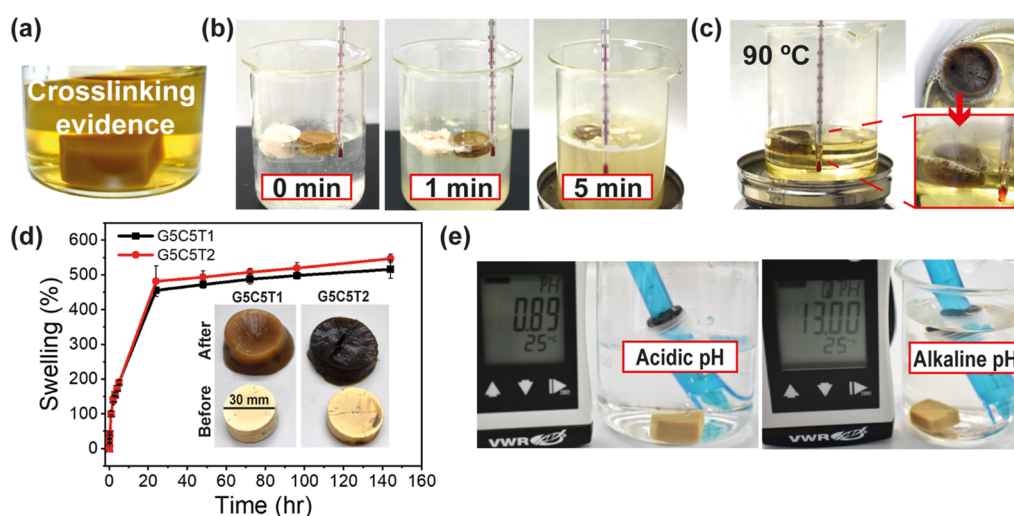 (a)
Crosslinking
evidence
(b)
0 min
1 min
5 min
(c)
90 ºC
(d)
G5C5T1
G5C5T2
600
500
400
300
200
100
0
Swelling (%)
0 20 40 60 80 100 120 140 160
Time (hr)
G5C5T1 G5C5T2
After
Before
30 mm
(e)
PH
0.89
25°C
VWR
Acidic pH
PH
13.00
25°C
VWR
Alkaline pH